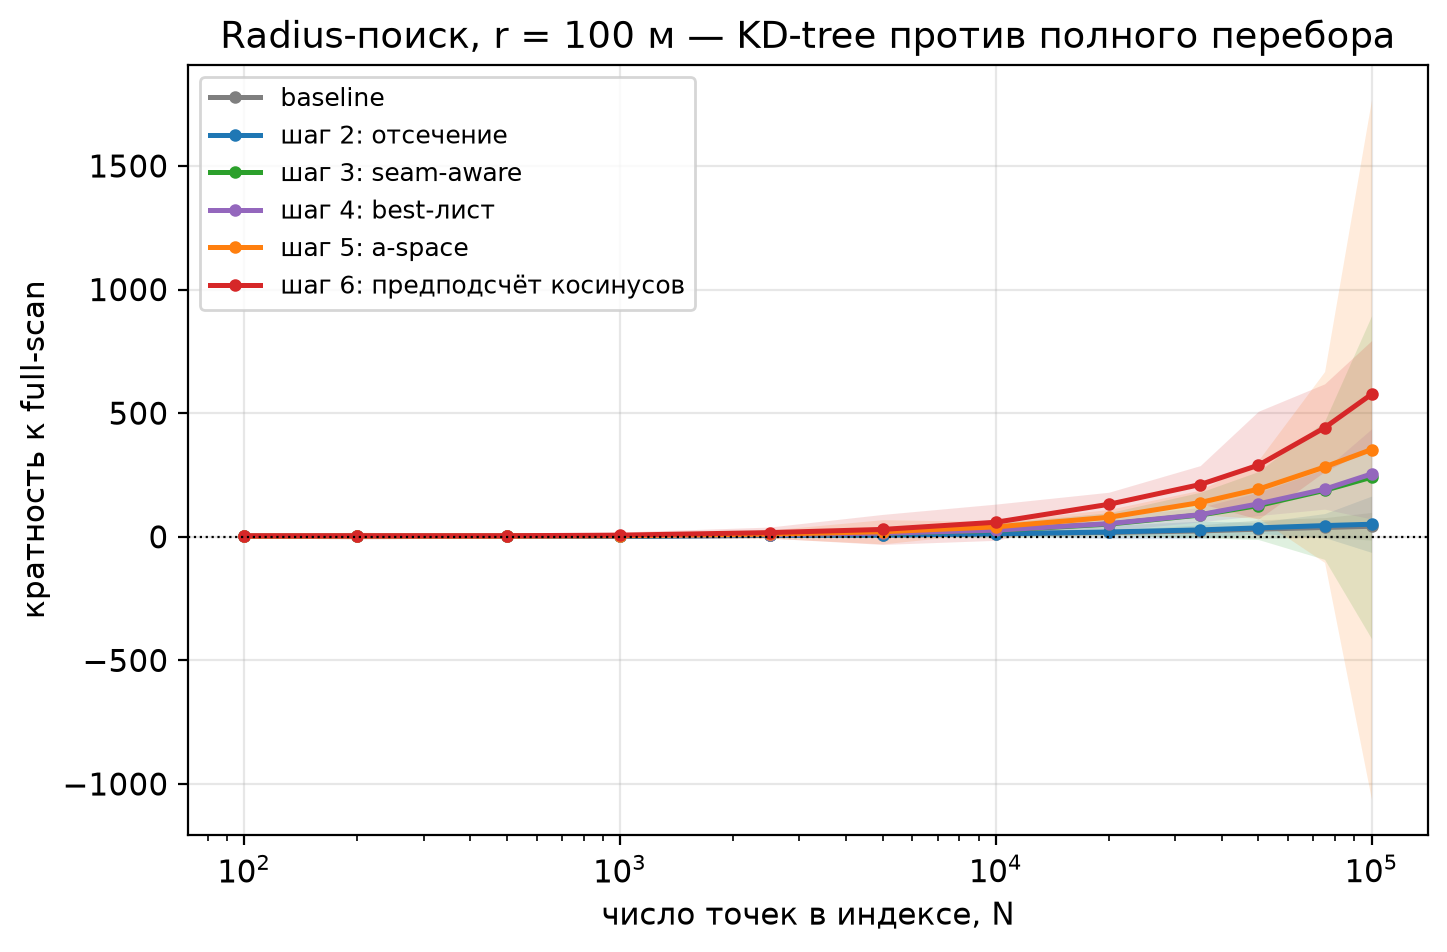 Radius-поиск, r = 100 м — KD-tree против полного перебора
baseline
шаг 2: отсечение
шаг 3: seam-aware
шаг 4: best-лист
шаг 5: a-space
шаг 6: предподсчёт косинусов
кратность к full-scan
1500
1000
500
0
−500
−1000
10² 10³ 10⁴ 10⁵
число точек в индексе, N